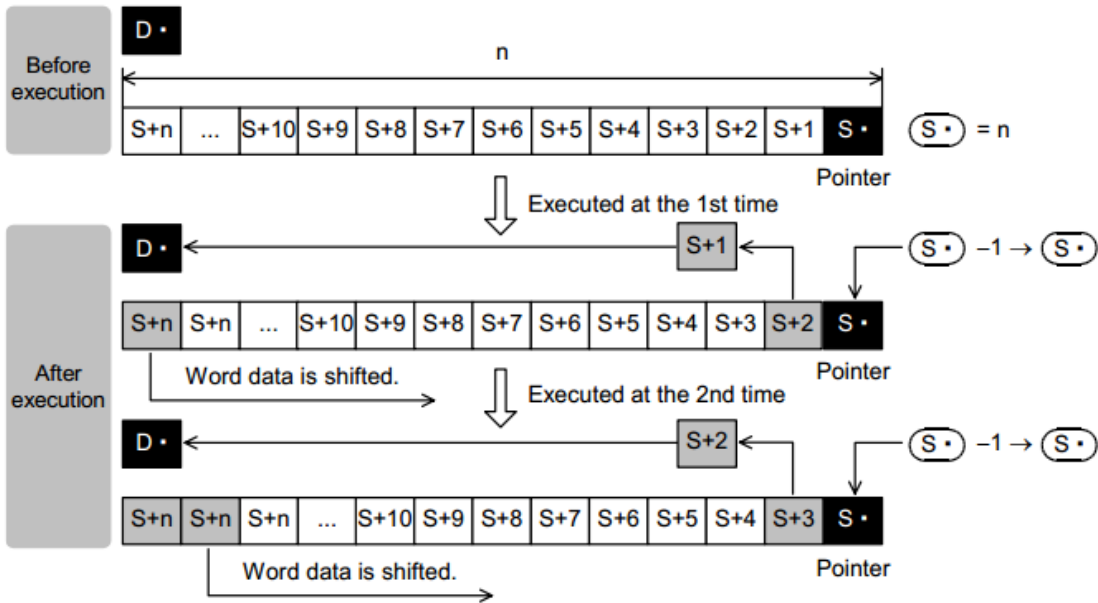 D •
Before
execution
n
S+n ... S+10 S+9 S+8 S+7 S+6 S+5 S+4 S+3 S+2 S+1 S • S • = n
Pointer
Executed at the 1st time
D • S+1 S • –1 → S •
S+n S+n ... S+10 S+9 S+8 S+7 S+6 S+5 S+4 S+3 S+2 S •
After
execution
Word data is shifted.
Pointer
Executed at the 2nd time
D • S+2 S • –1 → S •
S+n S+n S+n ... S+10 S+9 S+8 S+7 S+6 S+5 S+4 S+3 S •
Word data is shifted.
Pointer